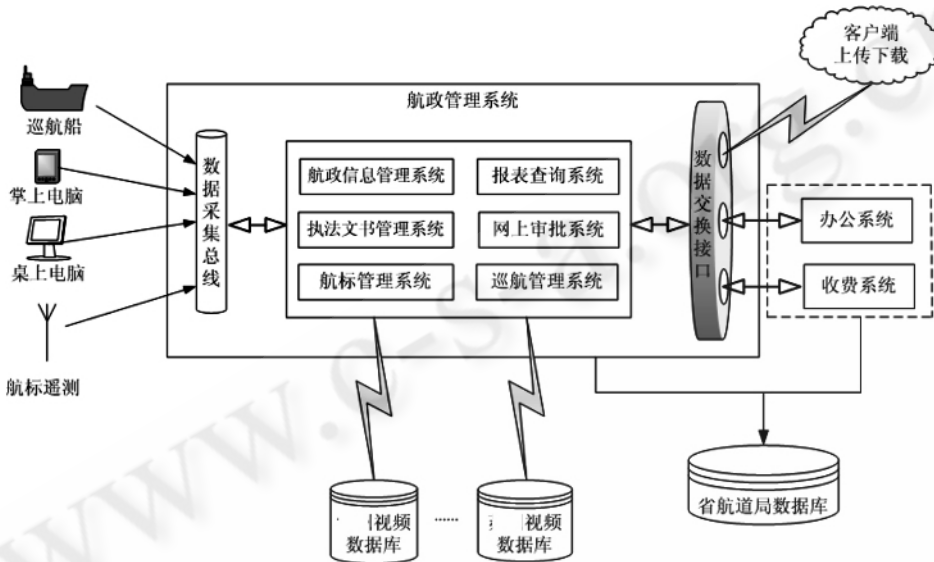 客户端
上传下载
航政管理系统
巡航船
掌上电脑
桌上电脑
航标遥测
数据采集总线
航政信息管理系统
报表查询系统
执法文书管理系统
网上审批系统
航标管理系统
巡航管理系统
数据交换接口
办公系统
收费系统
视频
数据库
……
视频
数据库
省航道局数据库